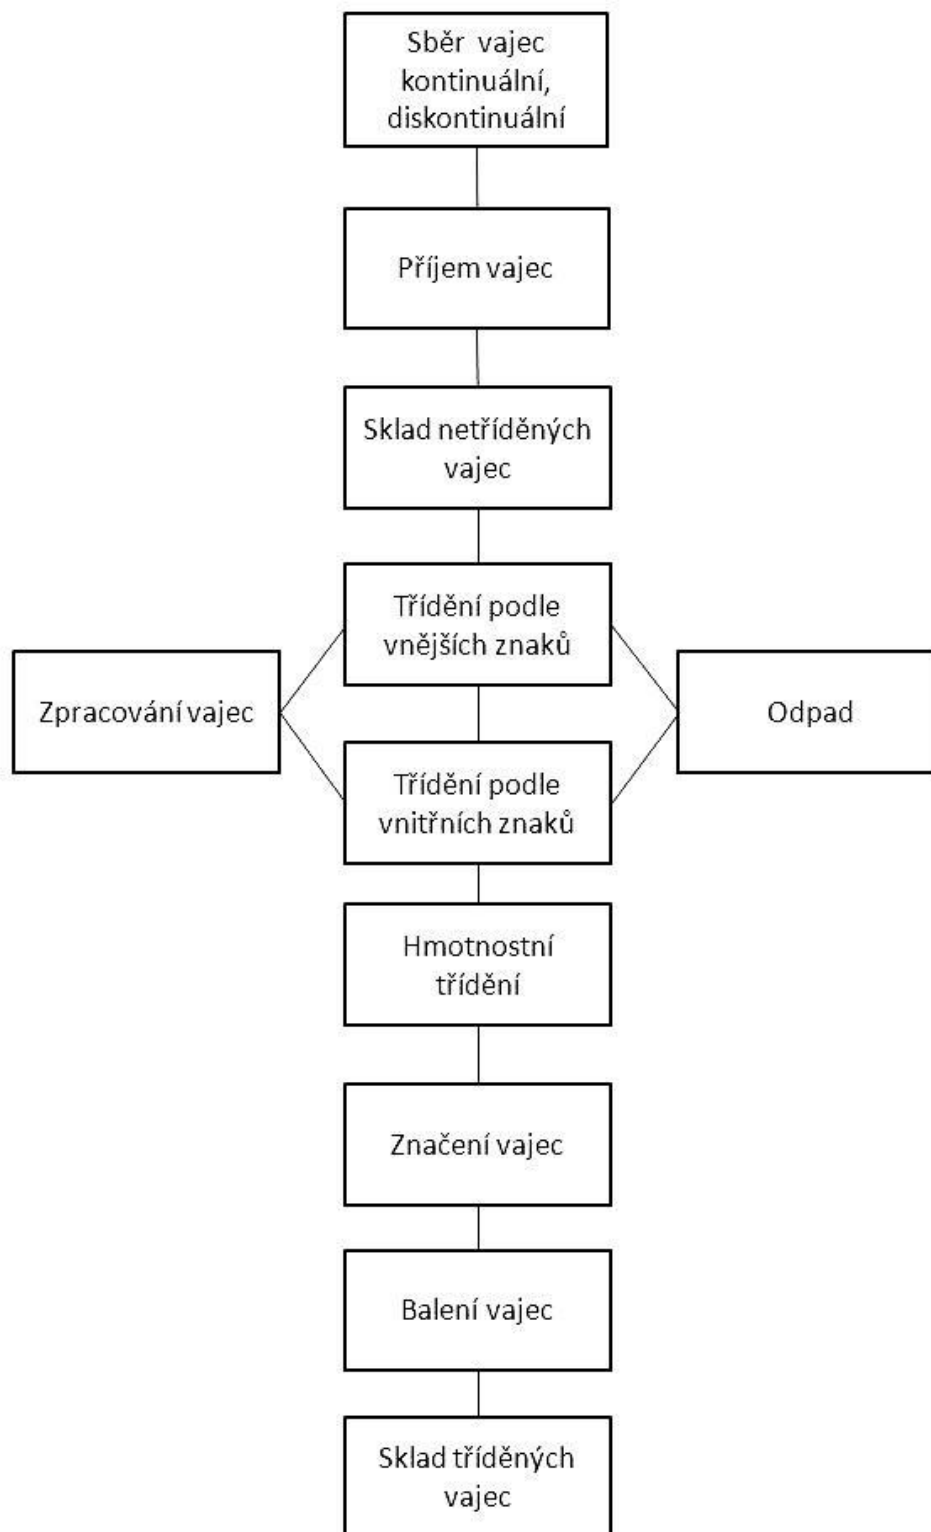 Sběr vajec
kontinuální,
diskontinuální
Příjem vajec
Sklad netříděných
vajec
Třídění podle
vnějších znaků
Zpracování vajec
Odpad
Třídění podle
vnitřních znaků
Hmotnostní
třídění
Značení vajec
Balení vajec
Sklad tříděných
vajec